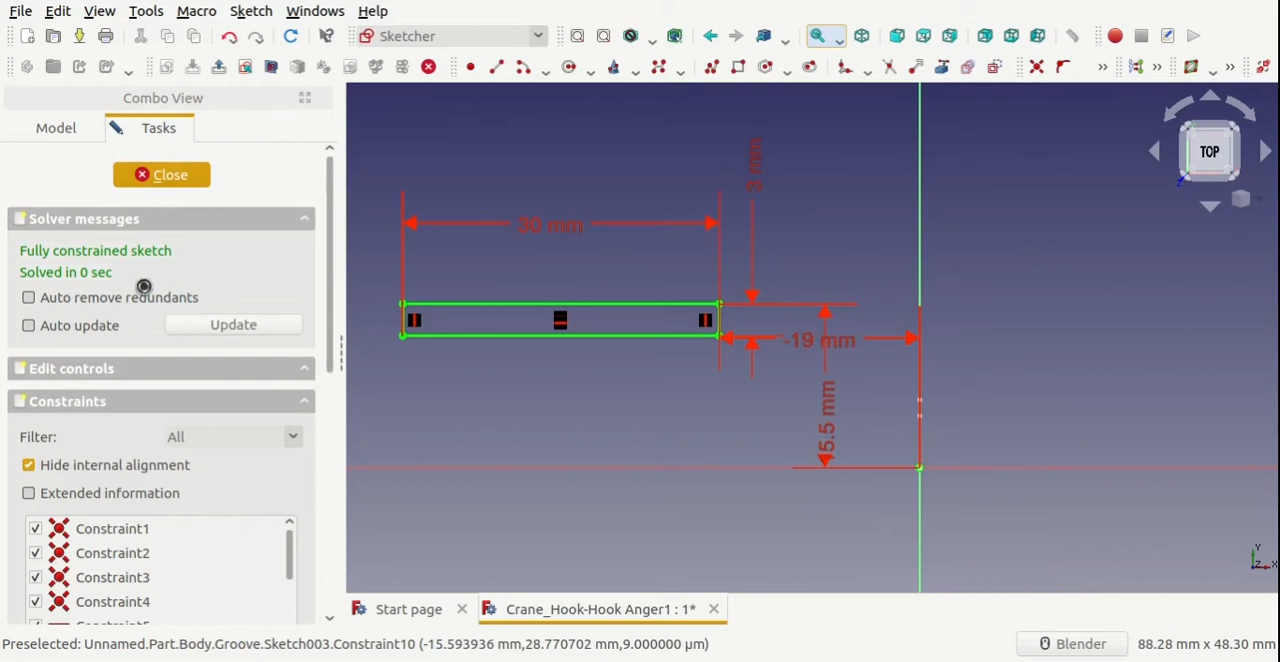 File Edit View Tools Macro Sketch Windows Help
Sketcher
Combo View
Model Tasks
Close
Solver messages
Fully constrained sketch
Solved in 0 sec
Auto remove redundants
Auto update Update
Edit controls
Constraints
Filter: All
Hide internal alignment
Extended information
Constraint1
Constraint2
Constraint3
Constraint4
30 mm
-19 mm
TOP
Y
X
Z
Start page
Crane_Hook-Hook Anger1 : 1*
Preselected: Unnamed.Part.Body.Groove.Sketch003.Constraint10 (-15.593936 mm,28.770702 mm,9.000000 μm)
Blender
88.28 mm x 48.30 mm